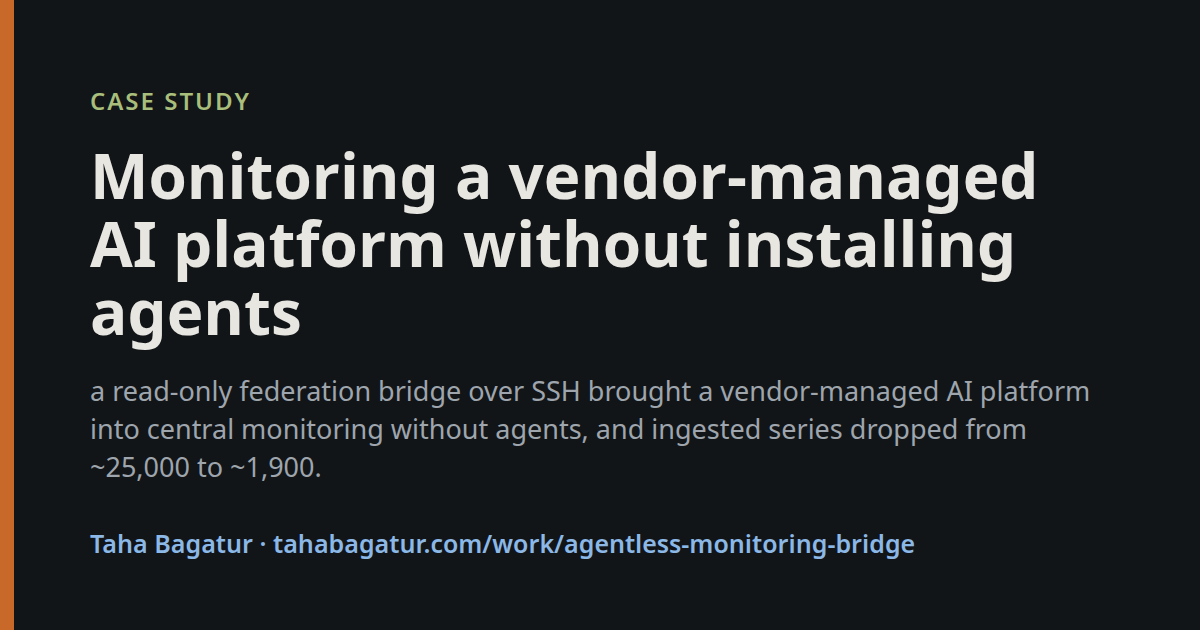 CASE STUDY
Monitoring a vendor-managed
AI platform without installing
agents
a read-only federation bridge over SSH brought a vendor-managed AI platform
into central monitoring without agents, and ingested series dropped from
~25,000 to ~1,900.
Taha Bagatur · tahabagatur.com/work/agentless-monitoring-bridge